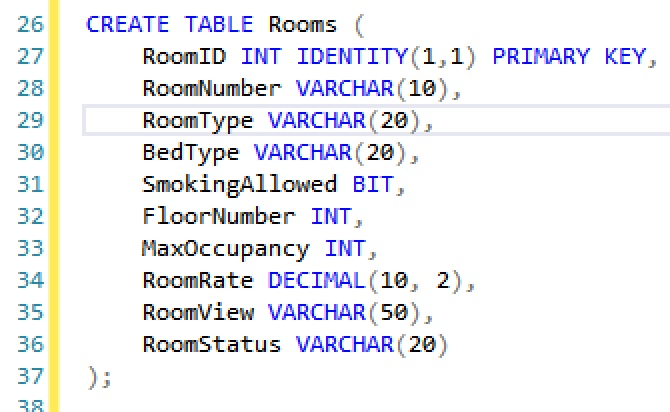 26 CREATE TABLE Rooms (
27 RoomID INT IDENTITY(1,1) PRIMARY KEY,
28 RoomNumber VARCHAR(10),
29 RoomType VARCHAR(20),
30 BedType VARCHAR(20),
31 SmokingAllowed BIT,
32 FloorNumber INT,
33 MaxOccupancy INT,
34 RoomRate DECIMAL(10, 2),
35 RoomView VARCHAR(50),
36 RoomStatus VARCHAR(20)
37 );
38